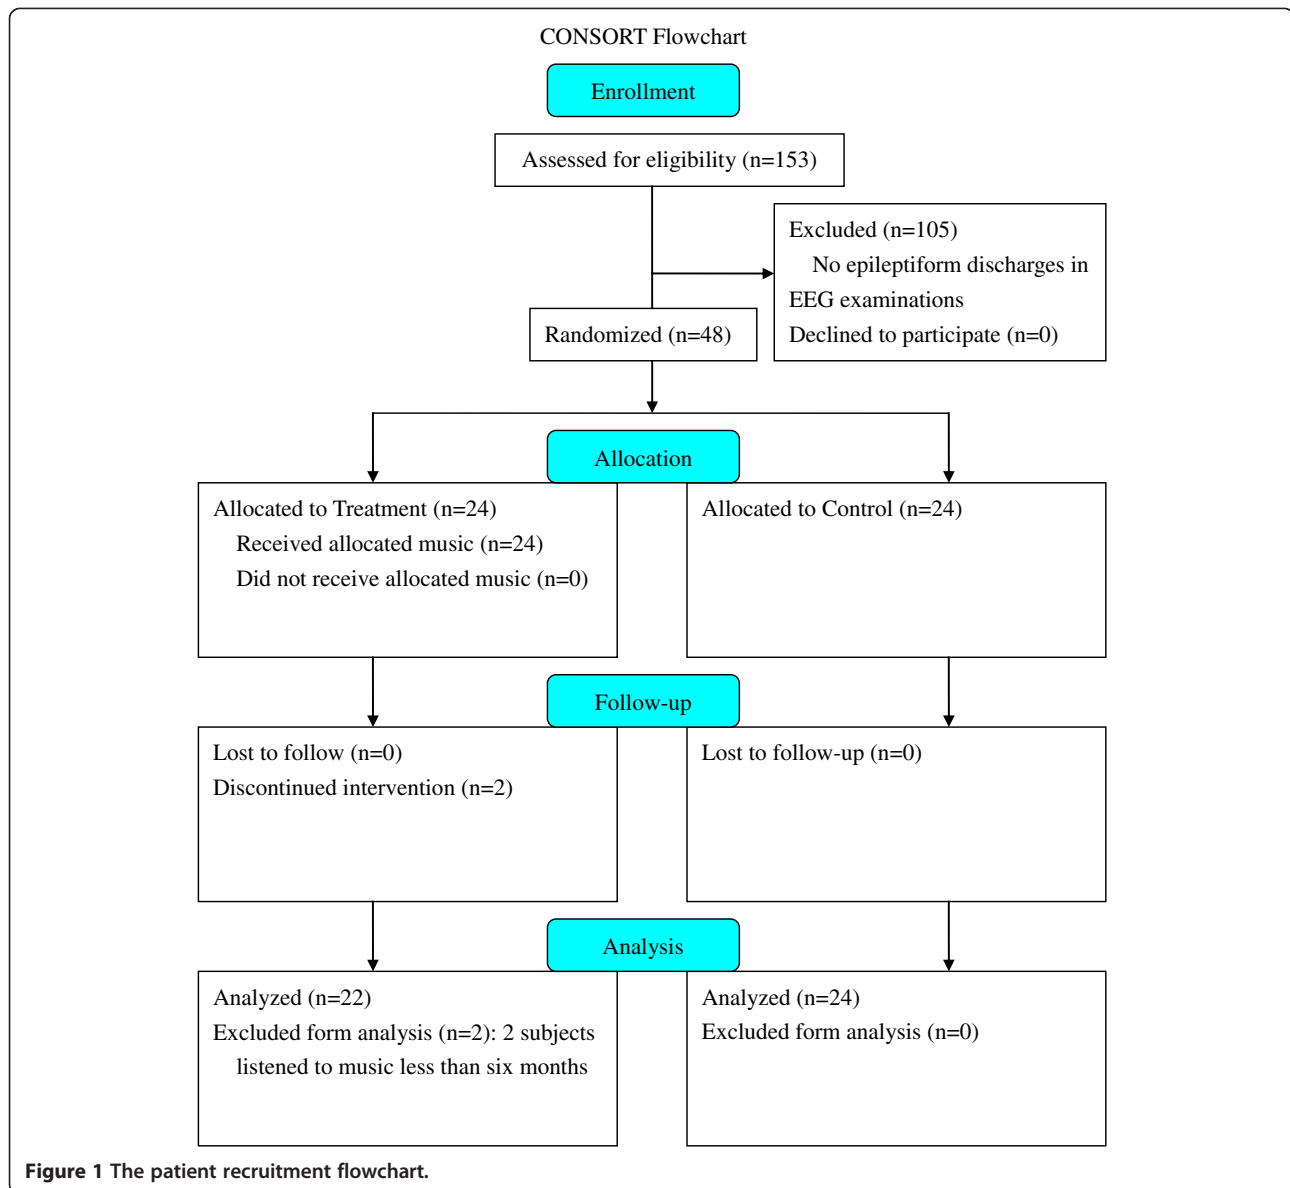 CONSORT Flowchart
Enrollment
Assessed for eligibility (n=153)
Excluded (n=105)
No epileptiform discharges in
EEG examinations
Declined to participate (n=0)
Randomized (n=48)
Allocation
Allocated to Treatment (n=24)
Received allocated music (n=24)
Did not receive allocated music (n=0)
Allocated to Control (n=24)
Follow-up
Lost to follow (n=0)
Discontinued intervention (n=2)
Lost to follow-up (n=0)
Analysis
Analyzed (n=22)
Excluded form analysis (n=2): 2 subjects
listened to music less than six months
Analyzed (n=24)
Excluded form analysis (n=0)
Figure 1 The patient recruitment flowchart.